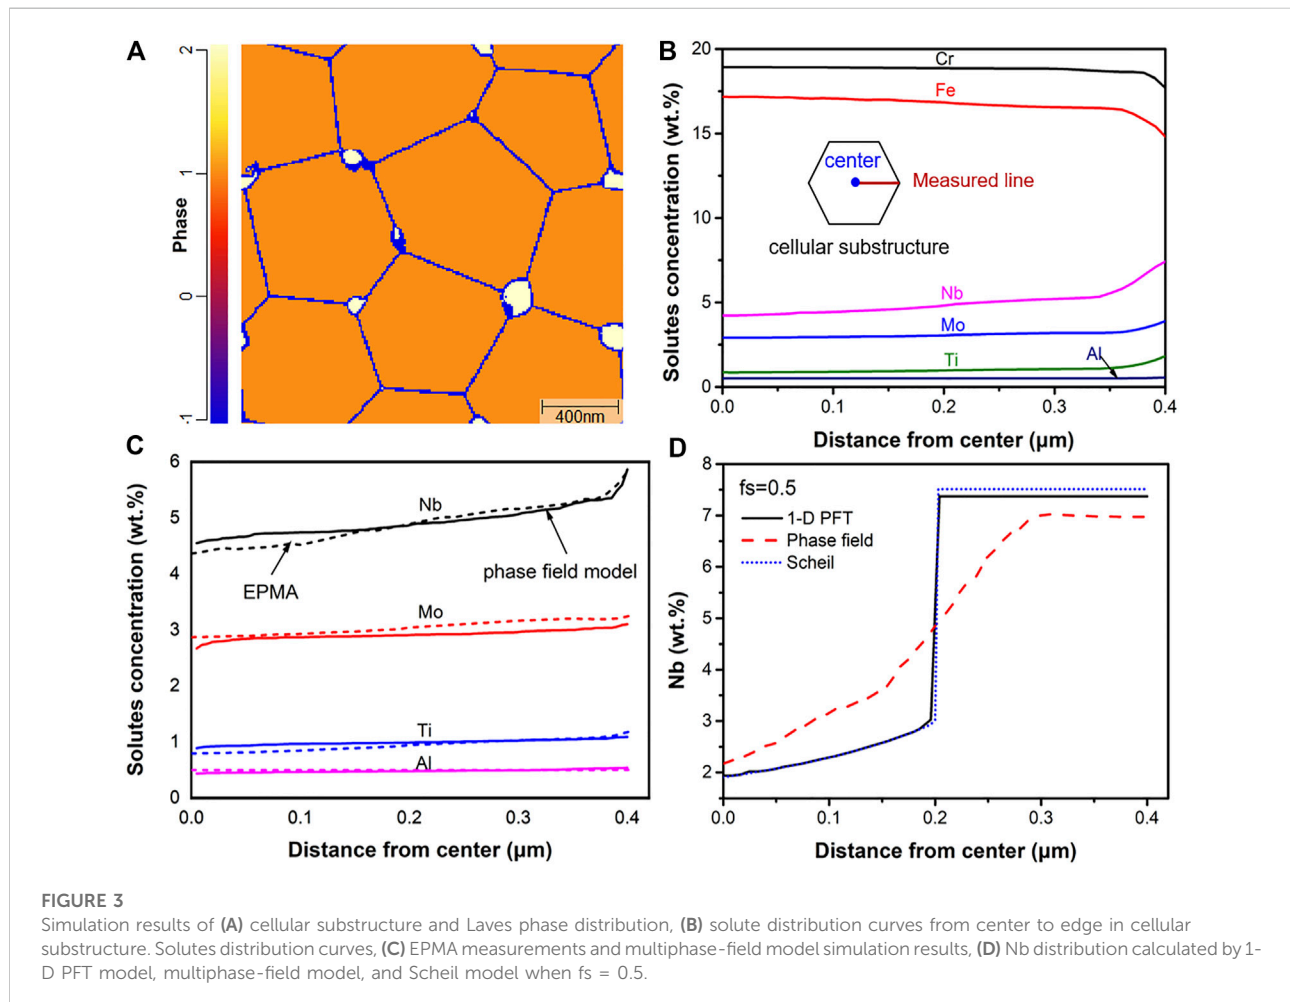 A
2
1
0
-1
Phase
400nm
B
20
15
10
5
0
Solutes concentration (wt.%)
Cr
Fe
center
Measured line
cellular substructure
Nb
Mo
Ti
Al
0.0 0.1 0.2 0.3 0.4
Distance from center (µm)
C
6
5
4
3
2
1
0
Solutes concentration (wt.%)
Nb
phase field model
EPMA
Mo
Ti
Al
0.0 0.1 0.2 0.3 0.4
Distance from center (µm)
D
8
7
6
5
4
3
2
Nb (wt.%)
fs=0.5
1-D PFT
Phase field
Scheil
0.0 0.1 0.2 0.3 0.4
Distance from center (µm)
FIGURE 3
Simulation results of (A) cellular substructure and Laves phase distribution, (B) solute distribution curves from center to edge in cellular
substructure. Solutes distribution curves, (C) EPMA measurements and multiphase-field model simulation results, (D) Nb distribution calculated by 1-
D PFT model, multiphase-field model, and Scheil model when fs = 0.5.